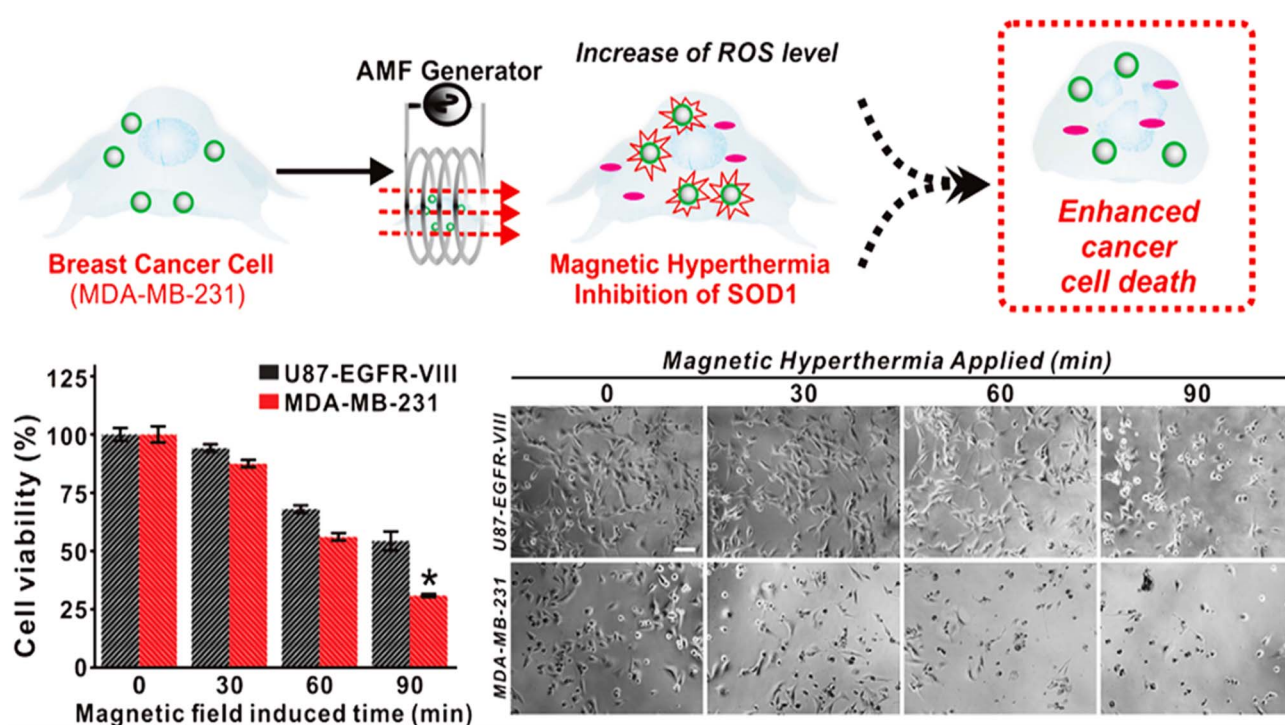 AMF Generator
Increase of ROS level
Breast Cancer Cell
(MDA-MB-231)
Magnetic Hyperthermia
Inhibition of SOD1
Enhanced
cancer
cell death
Cell viability (%)
125
100
75
50
25
0
U87-EGFR-VIII
MDA-MB-231
*
0 30 60 90
Magnetic field induced time (min)
Magnetic Hyperthermia Applied (min)
0 30 60 90
U87-EGFR-VIII
MDA-MB-231